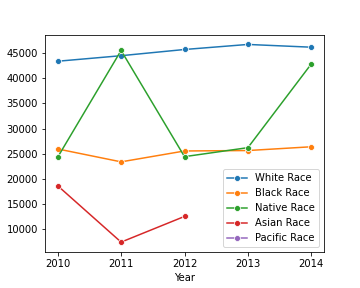 45000
40000
35000
30000
25000
20000
15000
10000
2010 2011 2012 2013 2014
Year
White Race
Black Race
Native Race
Asian Race
Pacific Race